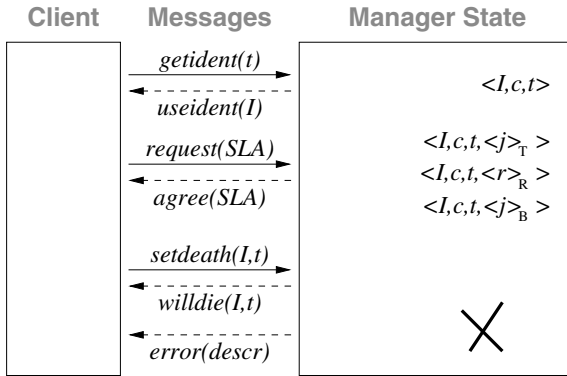 Client Messages Manager State
getident(t)
<I,c,t>
useident(I)
request(SLA)
<I,c,t,<j>T >
<I,c,t,<r>R >
agree(SLA)
<I,c,t,<j>B >
setdeath(I,t)
willdie(I,t)
error(descr)